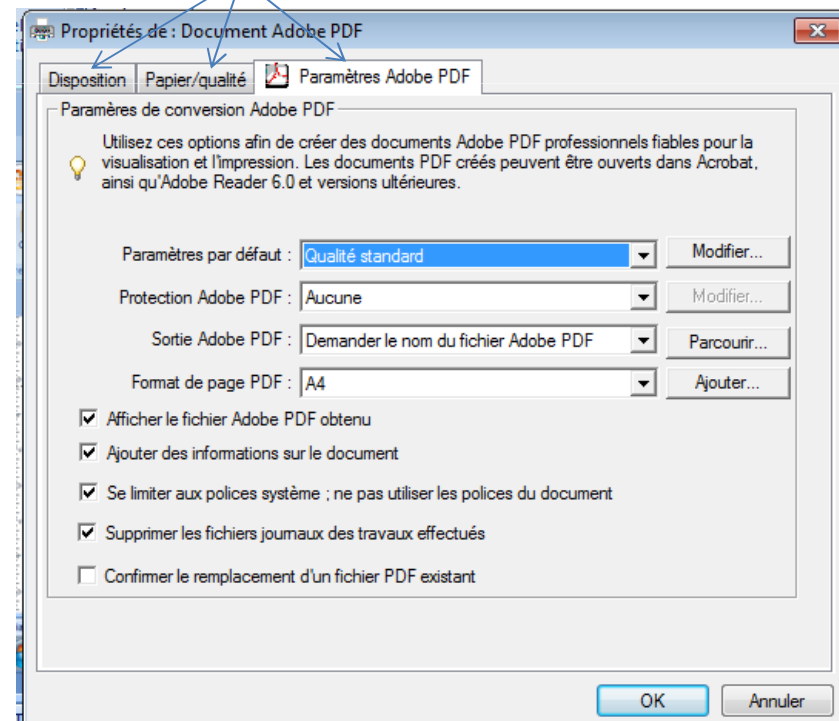 Propriétés de : Document Adobe PDF
Disposition Papier/qualité Paramètres Adobe PDF
Paramères de conversion Adobe PDF
Utilisez ces options afin de créer des documents Adobe PDF professionnels fiables pour la
visualisation et l'impression. Les documents PDF créés peuvent être ouverts dans Acrobat,
ainsi qu'Adobe Reader 6.0 et versions ultérieures.
Paramètres par défaut : Qualité standard Modifier...
Protection Adobe PDF : Aucune Modifier...
Sortie Adobe PDF : Demander le nom du fichier Adobe PDF Parcourir...
Format de page PDF : A4 Ajouter...
Afficher le fichier Adobe PDF obtenu
Ajouter des informations sur le document
Se limiter aux polices système ; ne pas utiliser les polices du document
Supprimer les fichiers journaux des travaux effectués
Confirmer le remplacement d'un fichier PDF existant
OK Annuler